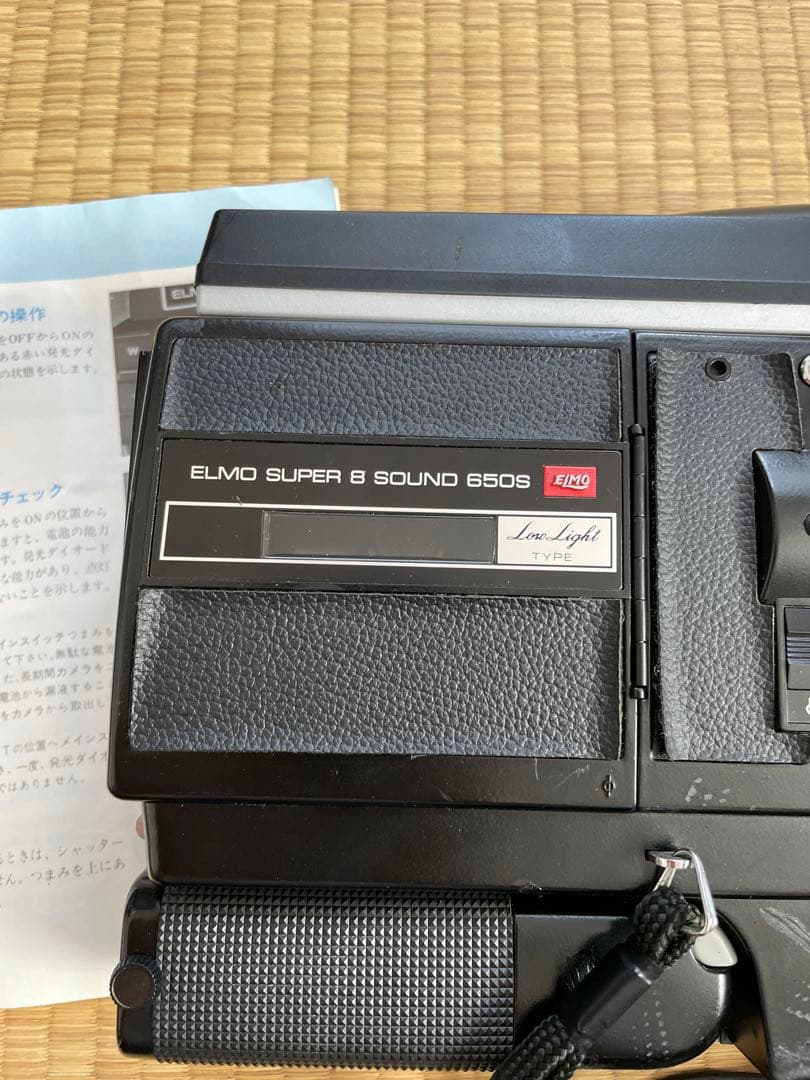 の操作
をOFFからONの
ある赤い発光ダイ
の状態を示します。
チェック
みをONの位置から
ますと、電池の能力
す。発光ダイオード
な能力があり、点灯
ないことを示します。
インスイッチつまみを
て下さい。無駄な電池
た、長期間カメラをご
電池から漏液するこ
をカメラから取出し
Tの位置へメインス
き、一度、発光ダイオ
ではありません。
るときは、シャッター
せん。つまみを上にあ
EL
W
ELMO SUPER 8 SOUND 650S
ELMO
Low Light
TYPE